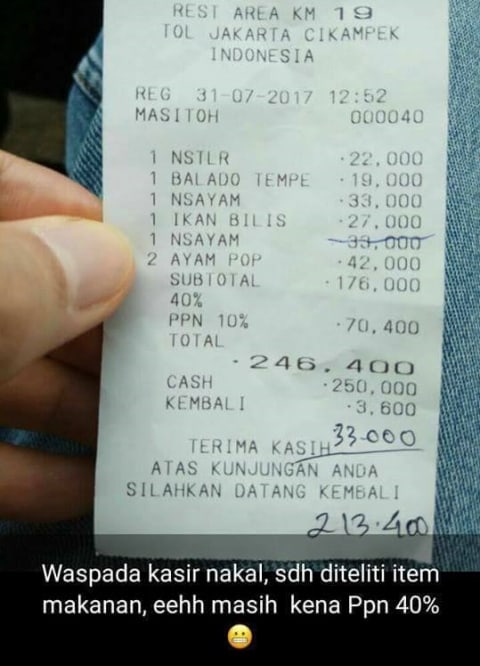 REST AREA KM 19
TOL JAKARTA CIKAMPEK
INDONESIA
REG 31-07-2017 12:52
MASITOH 000040
1 NSTLR ·22,000
1 BALADO TEMPE ·19,000
1 NSAYAM ·33,000
1 IKAN BILIS ·27,000
1 NSAYAM 33,000
2 AYAM POP ·42,000
SUBTOTAL ·176,000
40%
PPN 10% ·70,400
TOTAL
·246.400
CASH ·250,000
KEMBALI ·3,600
33.000
TERIMA KASIH
ATAS KUNJUNGAN ANDA
SILAHKAN DATANG KEMBALI
213.400
Waspada kasir nakal, sdh diteliti item
makanan, eehh masih kena Ppn 40%
😬